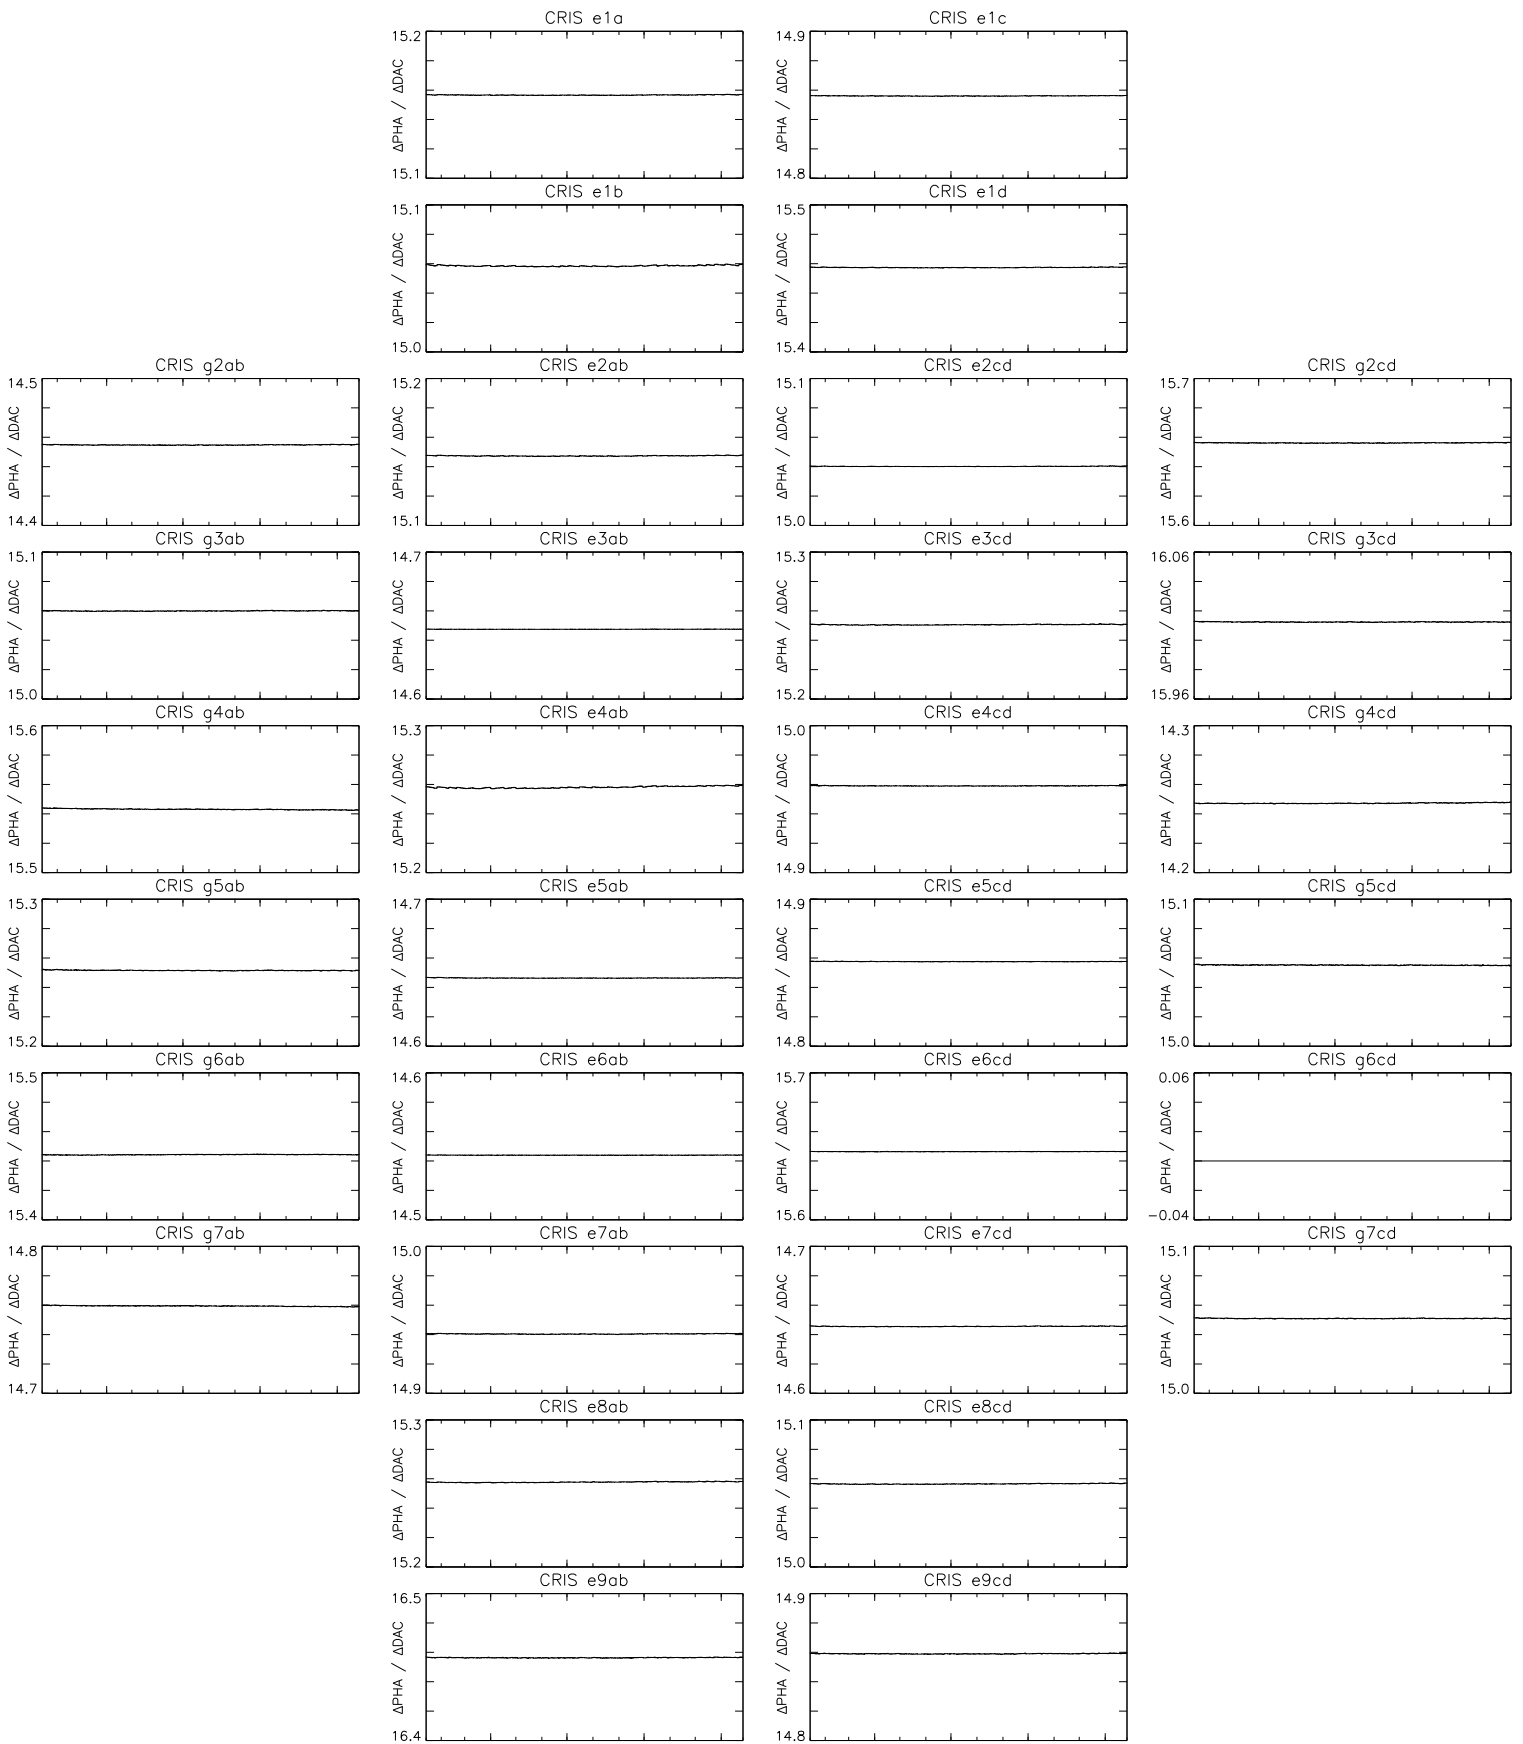 CRIS e1a
15.2
ΔPHA / ΔDAC
15.1
CRIS e1c
14.9
ΔPHA / ΔDAC
14.8
CRIS e1b
15.1
ΔPHA / ΔDAC
15.0
CRIS e1d
15.5
ΔPHA / ΔDAC
15.4
CRIS g2ab
14.5
ΔPHA / ΔDAC
14.4
CRIS e2ab
15.2
ΔPHA / ΔDAC
15.1
CRIS e2cd
15.1
ΔPHA / ΔDAC
15.0
CRIS g2cd
15.7
ΔPHA / ΔDAC
15.6
CRIS g3ab
15.1
ΔPHA / ΔDAC
15.0
CRIS e3ab
14.7
ΔPHA / ΔDAC
14.6
CRIS e3cd
15.3
ΔPHA / ΔDAC
15.2
CRIS g3cd
16.06
ΔPHA / ΔDAC
15.96
CRIS g4ab
15.6
ΔPHA / ΔDAC
15.5
CRIS e4ab
15.3
ΔPHA / ΔDAC
15.2
CRIS e4cd
15.0
ΔPHA / ΔDAC
14.9
CRIS g4cd
14.3
ΔPHA / ΔDAC
14.2
CRIS g5ab
15.3
ΔPHA / ΔDAC
15.2
CRIS e5ab
14.7
ΔPHA / ΔDAC
14.6
CRIS e5cd
14.9
ΔPHA / ΔDAC
14.8
CRIS g5cd
15.1
ΔPHA / ΔDAC
15.0
CRIS g6ab
15.5
ΔPHA / ΔDAC
15.4
CRIS e6ab
14.6
ΔPHA / ΔDAC
14.5
CRIS e6cd
15.7
ΔPHA / ΔDAC
15.6
CRIS g6cd
0.06
ΔPHA / ΔDAC
−0.04
CRIS g7ab
14.8
ΔPHA / ΔDAC
14.7
CRIS e7ab
15.0
ΔPHA / ΔDAC
14.9
CRIS e7cd
14.7
ΔPHA / ΔDAC
14.6
CRIS g7cd
15.1
ΔPHA / ΔDAC
15.0
CRIS e8ab
15.3
ΔPHA / ΔDAC
15.2
CRIS e8cd
15.1
ΔPHA / ΔDAC
15.0
CRIS e9ab
16.5
ΔPHA / ΔDAC
16.4
CRIS e9cd
14.9
ΔPHA / ΔDAC
14.8